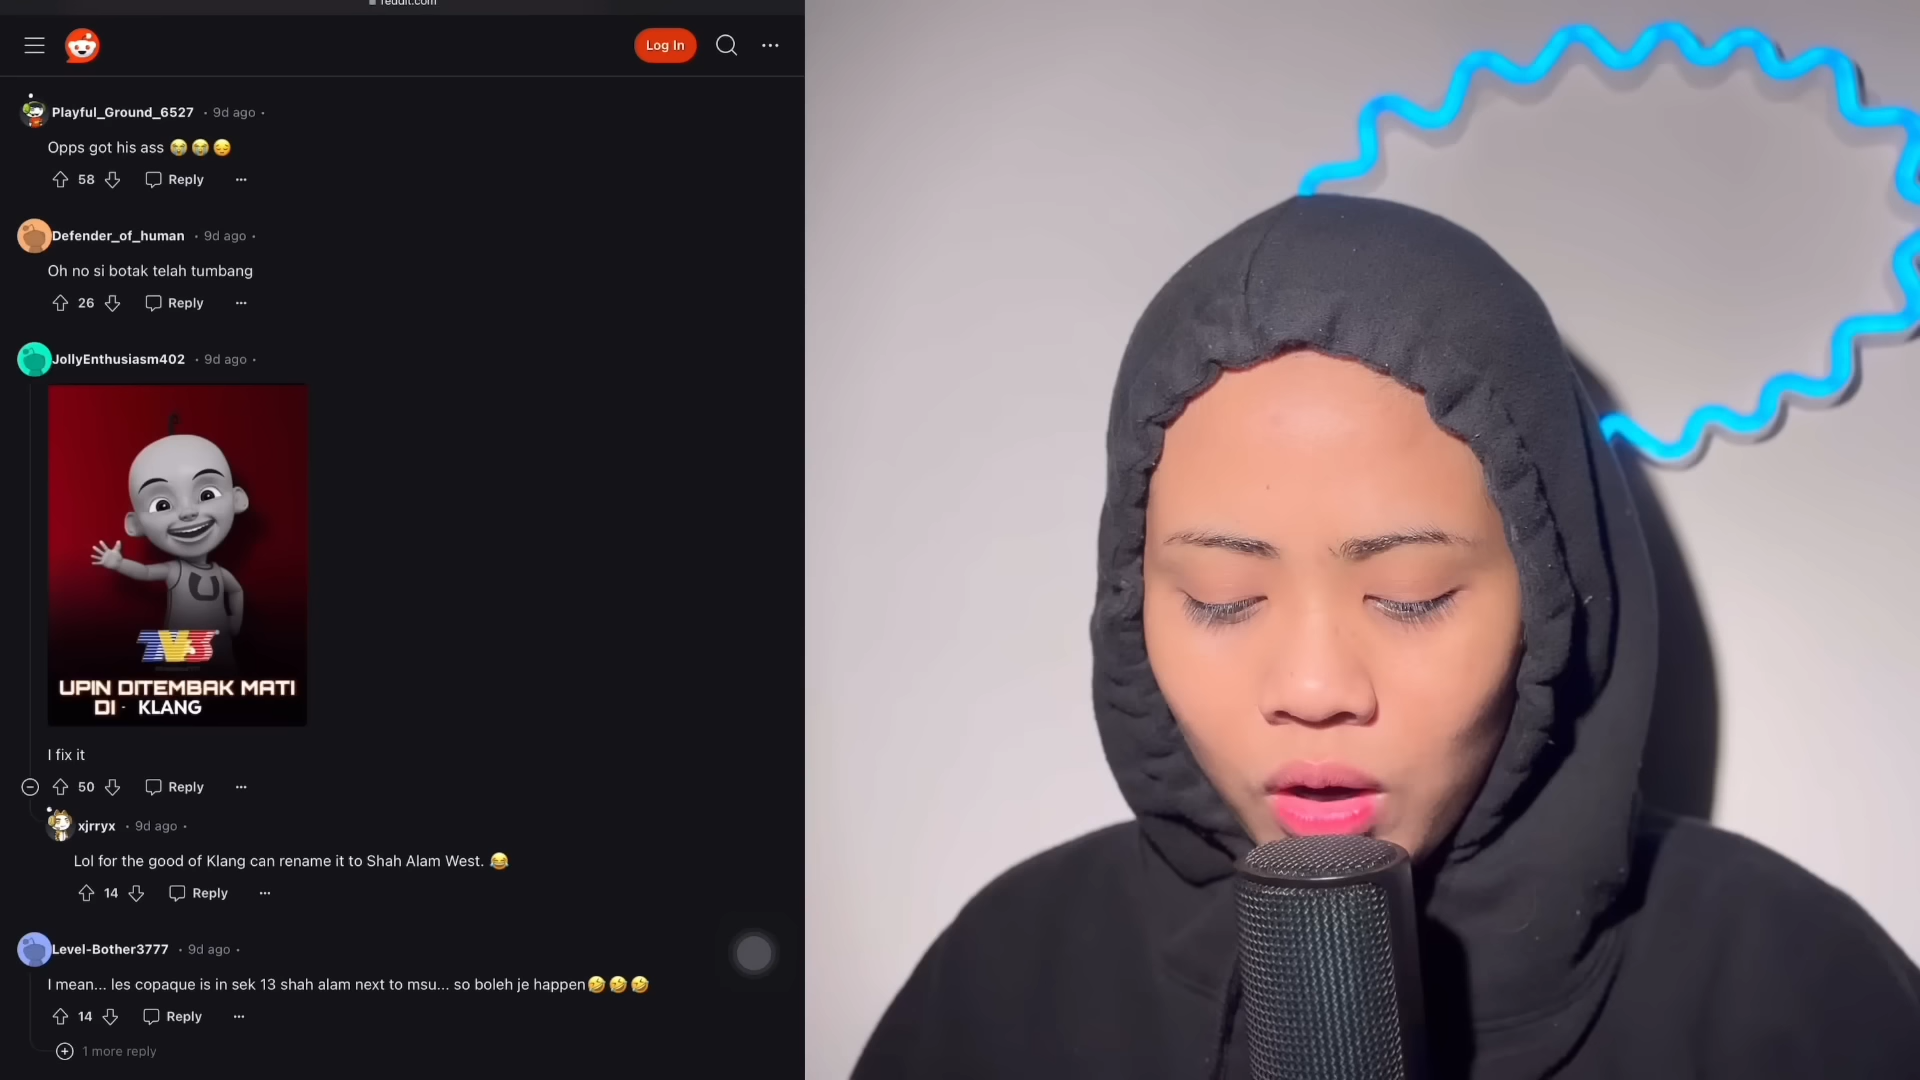 reddit.com
Log In
Playful_Ground_6527 · 9d ago ·
Opps got his ass 😭😭😔
58 Reply
Defender_of_human · 9d ago ·
Oh no si botak telah tumbang
26 Reply
JollyEnthusiasm402 · 9d ago ·
U
TV3
UPIN DITEMBAK MATI
DI - KLANG
I fix it
50 Reply
xjrryx · 9d ago ·
Lol for the good of Klang can rename it to Shah Alam West. 😂
14 Reply
Level-Bother3777 · 9d ago ·
I mean... les copaque is in sek 13 shah alam next to msu... so boleh je happen🤣🤣🤣
14 Reply
1 more reply